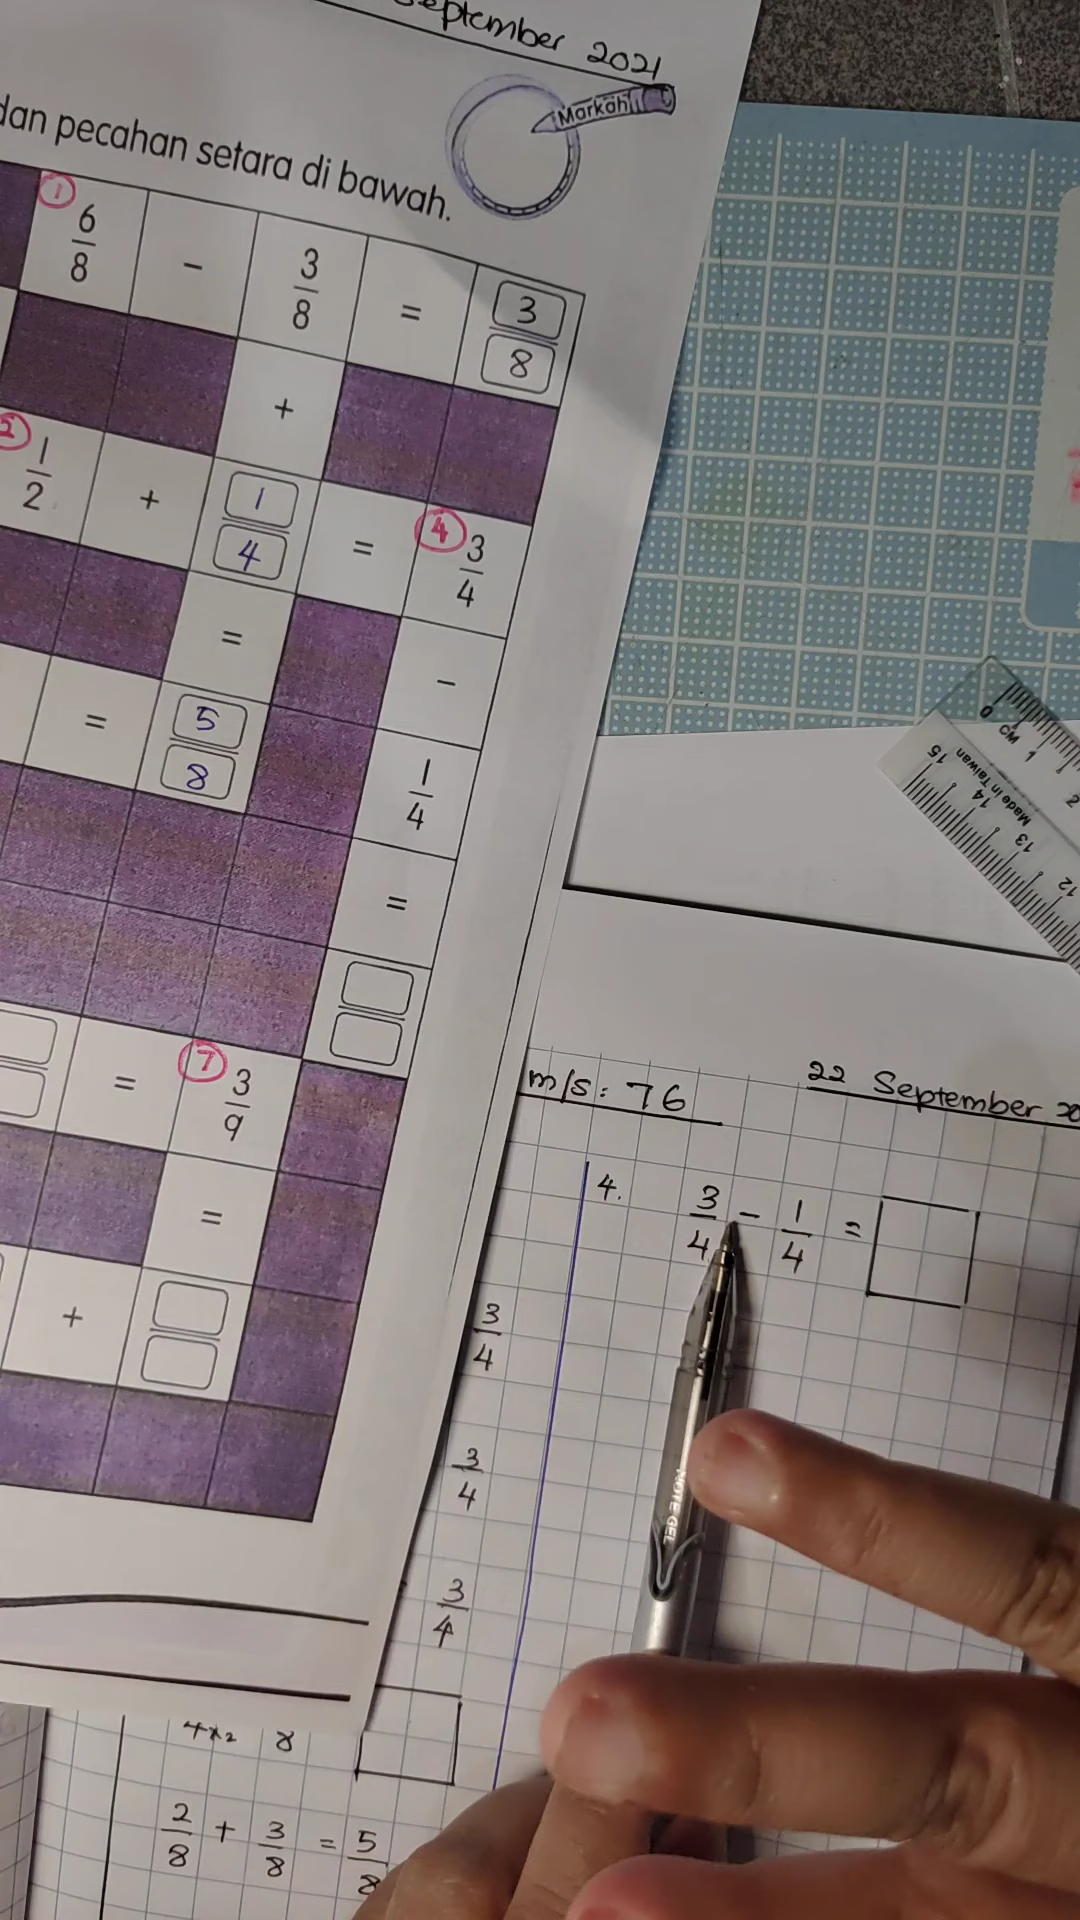 September 2021
Markah
dan pecahan setara di bawah.
1
6/8 - 3/8 = 3/8
+
2
1/2 + 1/4 = 3/4
4
=
-
= 5/8
1/4
=
= 3/9
7
=
+
0 CM 1 2
15 14 13 12
Made in Taiwan
m/s: 76
22 September 20
4. 3/4 - 1/4 =
3/4
3/4
3/4
NOTE GEL
4x2 8
2/8 + 3/8 = 5/8